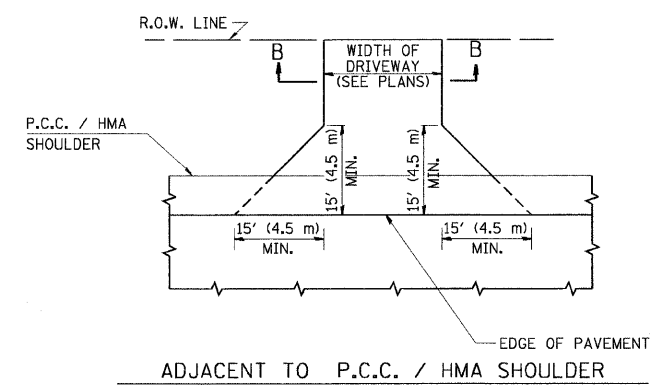 R.O.W. LINE
B
WIDTH OF
DRIVEWAY
(SEE PLANS)
B
P.C.C. / HMA
SHOULDER
15' (4.5 m)
MIN.
15' (4.5 m)
MIN.
15' (4.5 m)
MIN.
15' (4.5 m)
MIN.
EDGE OF PAVEMENT
ADJACENT TO P.C.C. / HMA SHOULDER